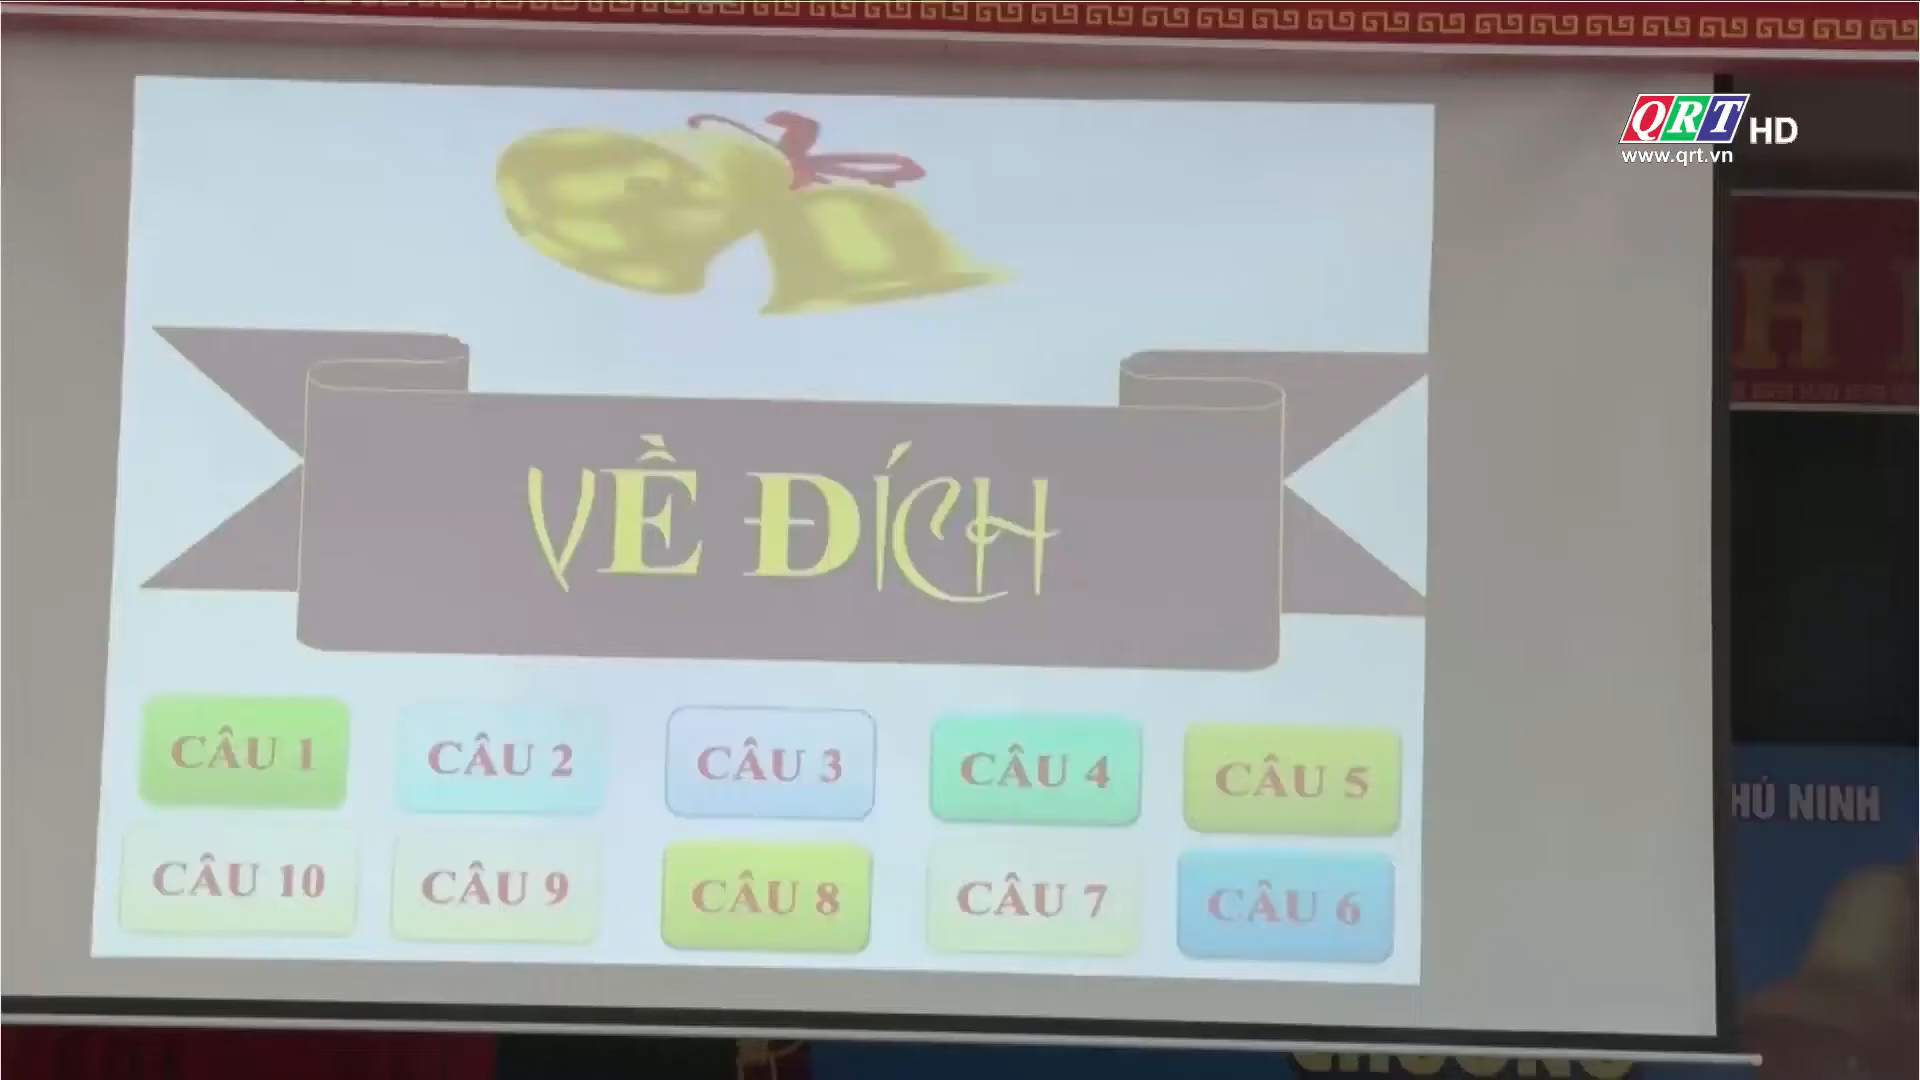 QRT HD
www.qrt.vn
VỀ ĐÍCH
CÂU 1 CÂU 2 CÂU 3 CÂU 4 CÂU 5
CÂU 10 CÂU 9 CÂU 8 CÂU 7 CÂU 6
HÚ NINH